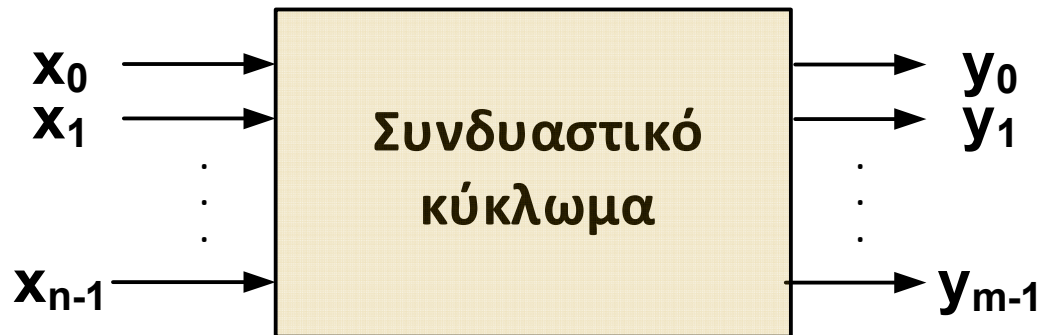 x₀
x₁
xₙ₋₁
Συνδυαστικό
κύκλωμα
y₀
y₁
yₘ₋₁